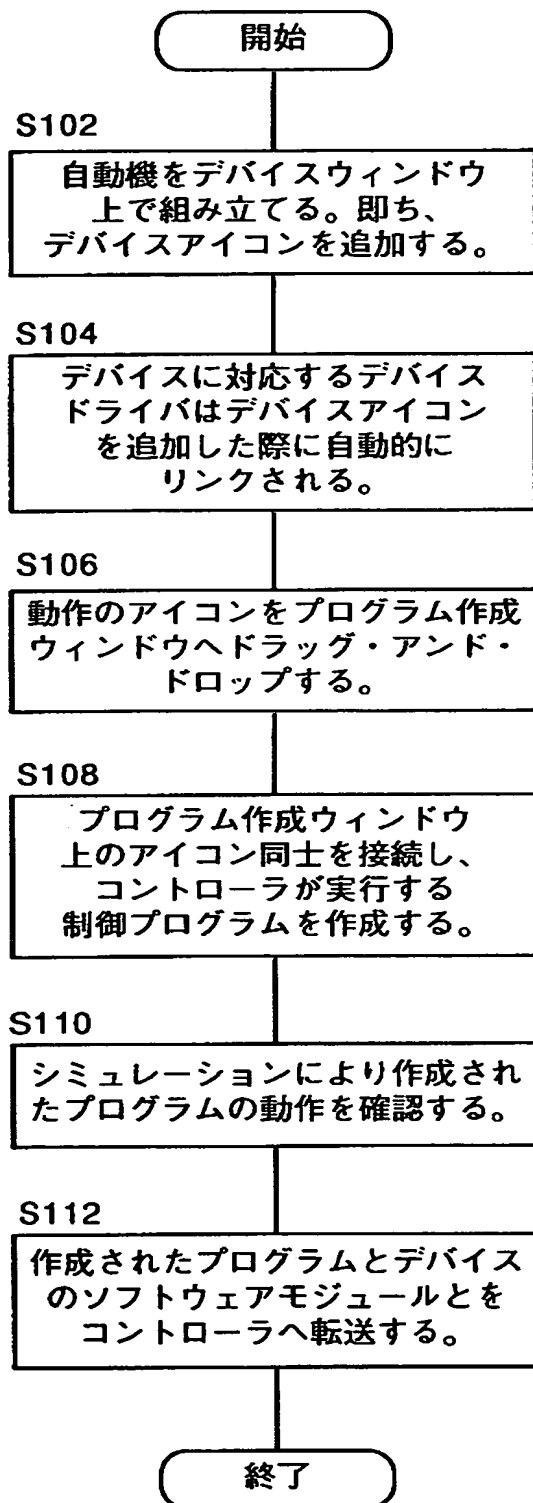 開始
S102
自動機をデバイスウィンドウ
上で組み立てる。即ち、
デバイスアイコンを追加する。
S104
デバイスに対応するデバイス
ドライバはデバイスアイコン
を追加した際に自動的に
リンクされる。
S106
動作のアイコンをプログラム作成
ウィンドウへドラッグ・アンド・
ドロップする。
S108
プログラム作成ウィンドウ
上のアイコン同士を接続し、
コントローラが実行する
制御プログラムを作成する。
S110
シミュレーションにより作成され
たプログラムの動作を確認する。
S112
作成されたプログラムとデバイス
のソフトウェアモジュールとを
コントローラへ転送する。
終了